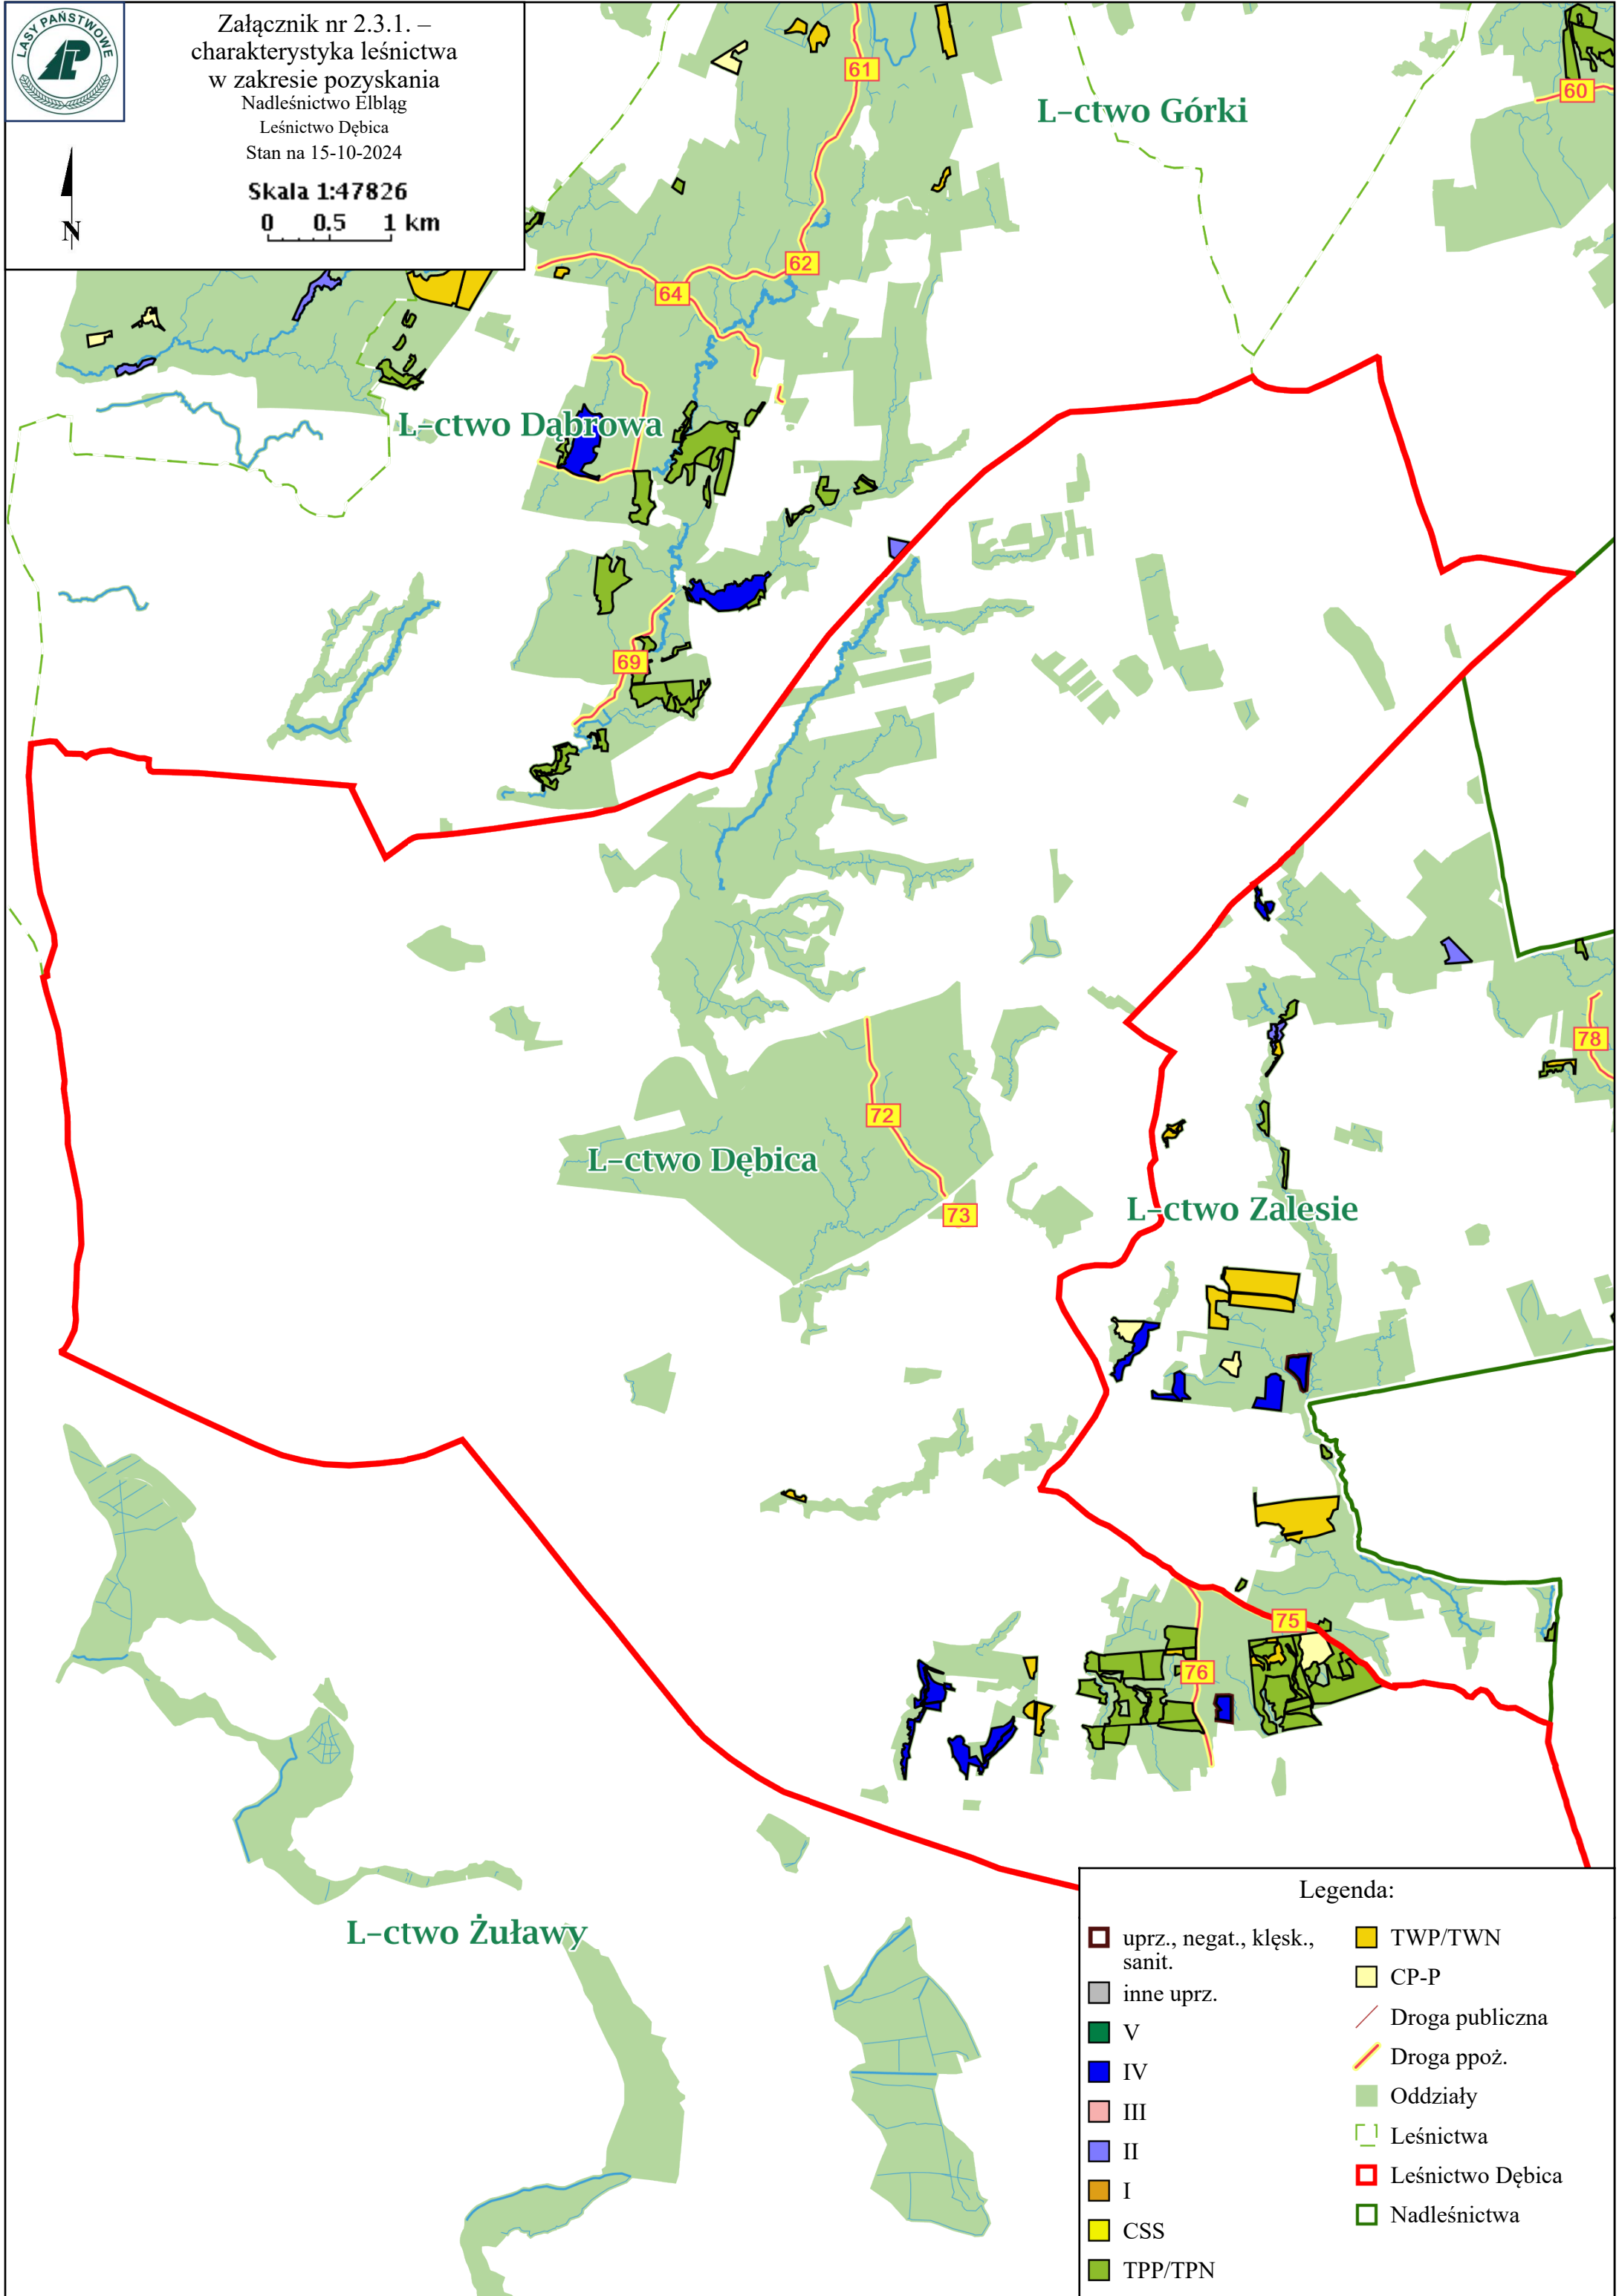 LASY PAŃSTWOWE
Załącznik nr 2.3.1. –
charakterystyka leśnictwa
w zakresie pozyskania
Nadleśnictwo Elbląg
Leśnictwo Dębica
Stan na 15-10-2024
Skala 1:47826
0 0.5 1 km
N
61
L-ctwo Górki
60
62
64
L-ctwo Dąbrowa
69
78
72
L-ctwo Dębica
73
L-ctwo Zalesie
75
76
L-ctwo Żuławy
Legenda:
uprz., negat., klęsk.,
sanit.
inne uprz.
V
IV
III
II
I
CSS
TPP/TPN
TWP/TWN
CP-P
Droga publiczna
Droga ppoż.
Oddziały
Leśnictwa
Leśnictwo Dębica
Nadleśnictwa